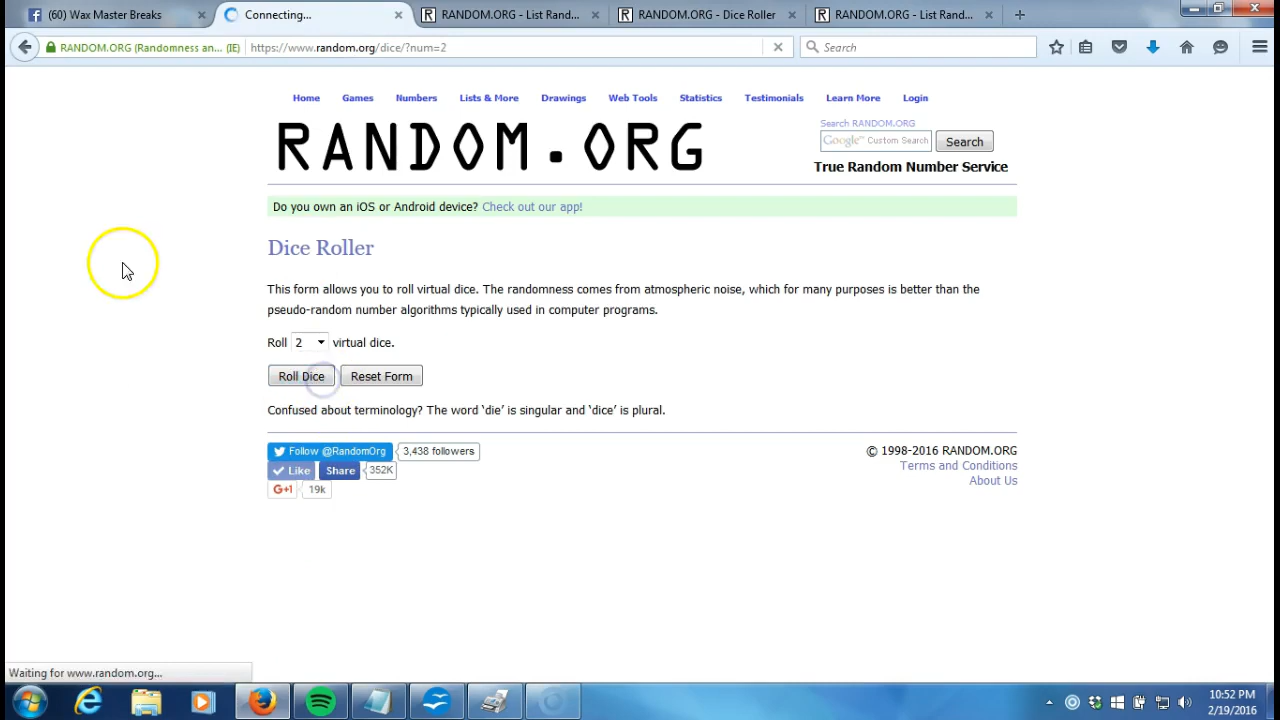 (60) Wax Master Breaks
Connecting...
RANDOM.ORG - List Rand...
RANDOM.ORG - Dice Roller
RANDOM.ORG - List Rand...
RANDOM.ORG (Randomness an... (IE)
https://www.random.org/dice/?num=2
Search
Home Games Numbers Lists & More Drawings Web Tools Statistics Testimonials Learn More Login
RANDOM.ORG
Search RANDOM.ORG
Google™ Custom Search
Search
True Random Number Service
Do you own an iOS or Android device? Check out our app!
Dice Roller
This form allows you to roll virtual dice. The randomness comes from atmospheric noise, which for many purposes is better than the
pseudo-random number algorithms typically used in computer programs.
Roll 2 virtual dice.
Roll Dice Reset Form
Confused about terminology? The word ‘die’ is singular and ‘dice’ is plural.
Follow @RandomOrg 3,438 followers
Like Share 352K
G+1 19k
© 1998-2016 RANDOM.ORG
Terms and Conditions
About Us
Waiting for www.random.org...
10:52 PM
2/19/2016